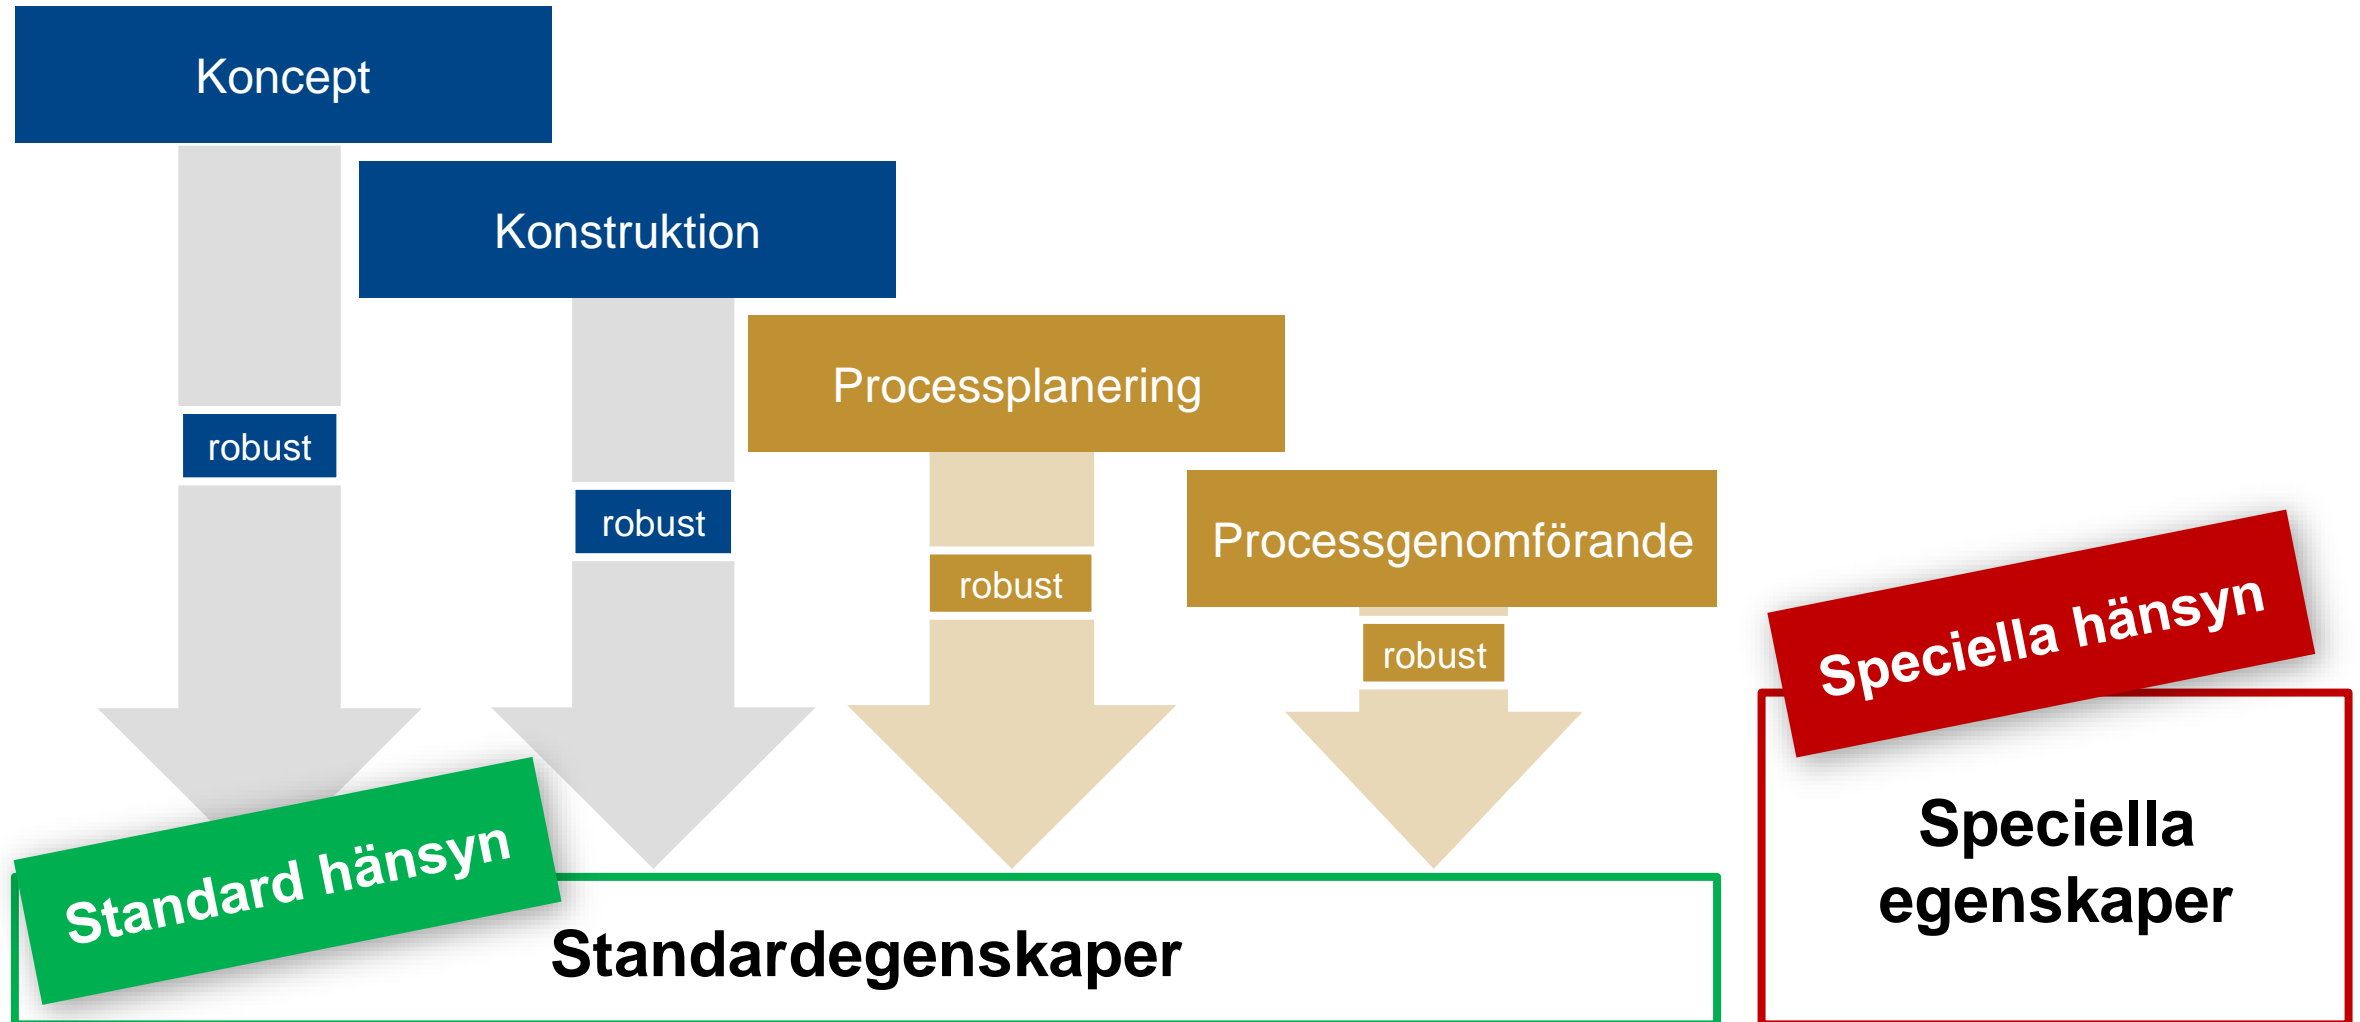 Koncept
Konstruktion
Processplanering
Processgenomförande
robust
robust
robust
robust
Standard hänsyn
Standardegenskaper
Speciella hänsyn
Speciella
egenskaper